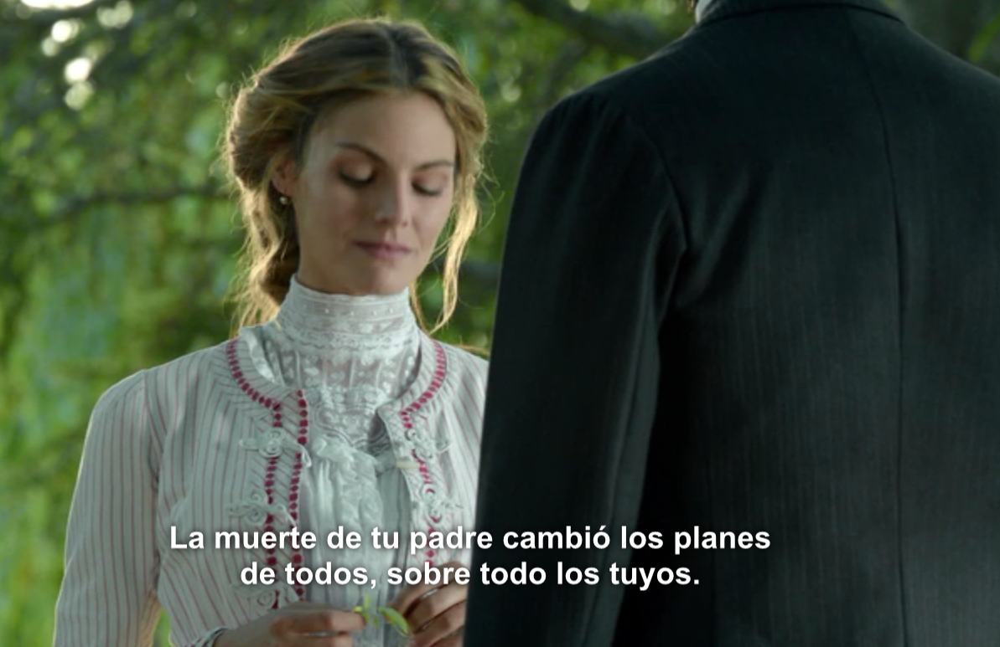 La muerte de tu padre cambió los planes
de todos, sobre todo los tuyos.